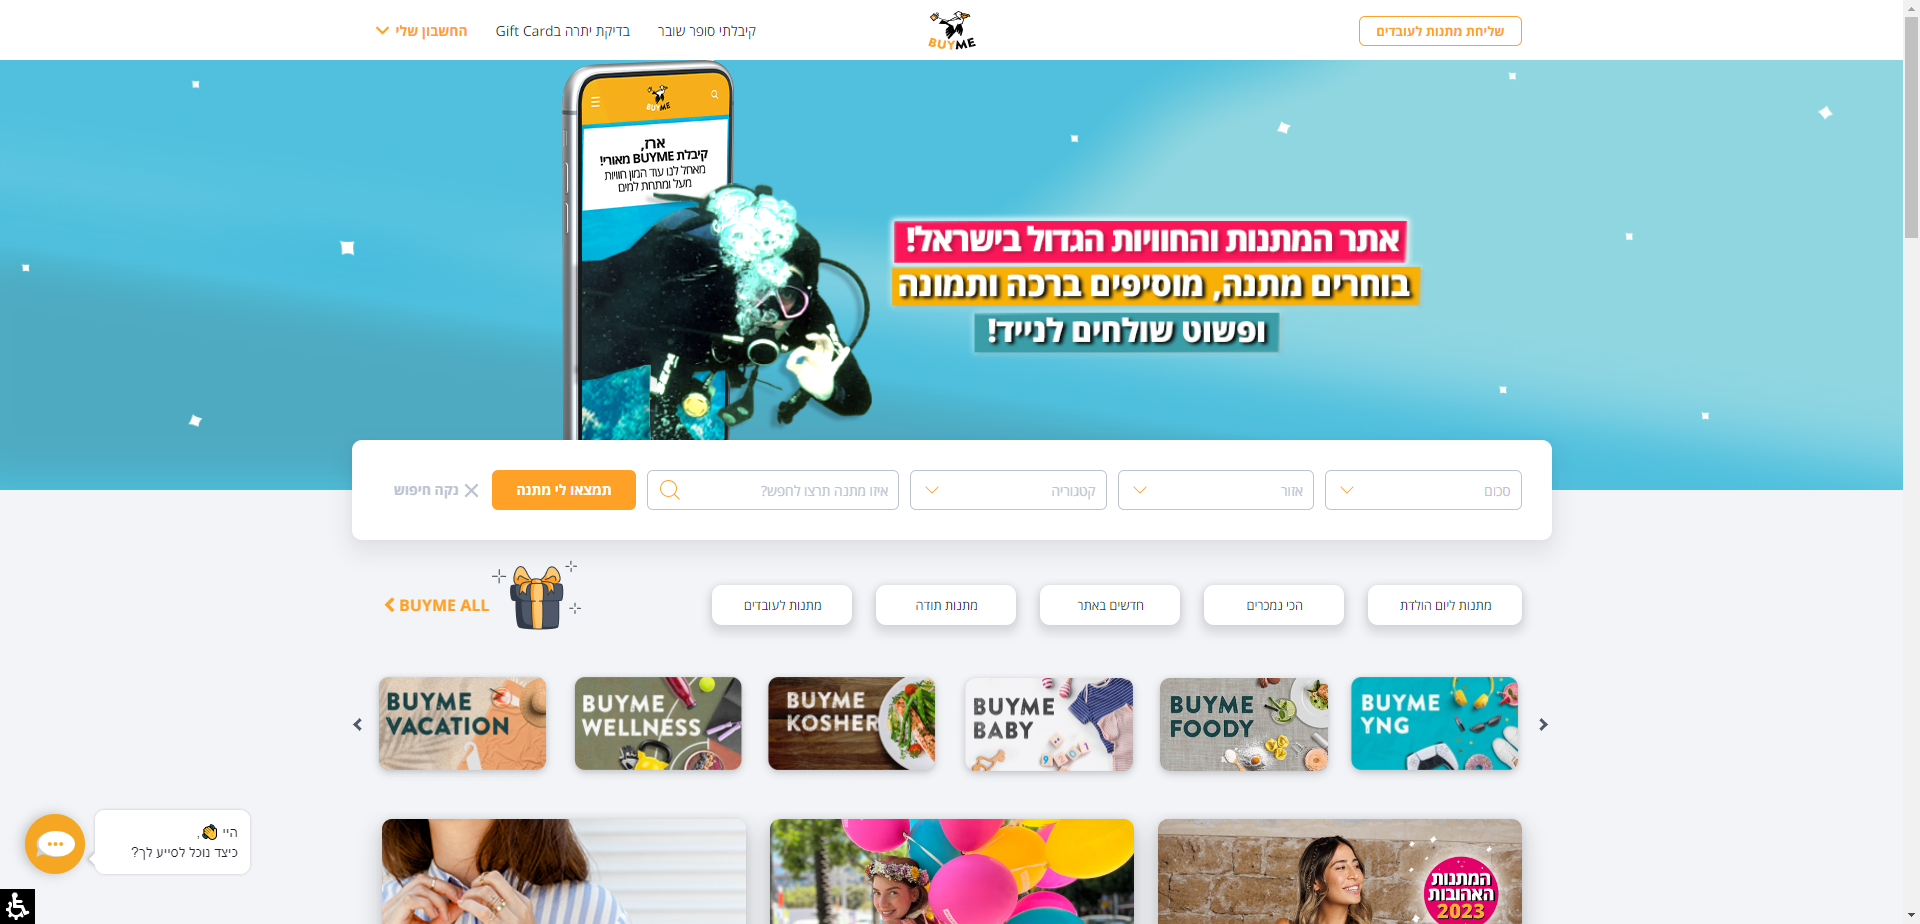 שליחת מתנות לעובדים
BUYME
קיבלתי סופר שובר
בדיקת יתרה בGift Card
החשבון שלי
BUYME
ארז,
קיבלת BUYME מאורי!
מאחל לנו עוד המון חוויות
מעל ומתחת למים
אתר המתנות והחוויות הגדול בישראל!
בוחרים מתנה, מוסיפים ברכה ותמונה
ופשוט שולחים לנייד!
סכום
אזור
קטגוריה
איזו מתנה תרצו לחפש?
תמצאו לי מתנה
נקה חיפוש
מתנות ליום הולדת
הכי נמכרים
חדשים באתר
מתנות תודה
מתנות לעובדים
BUYME ALL
BUYME
YNG
BUYME
FOODY
BUYME
BABY
BUYME
KOSHER
BUYME
WELLNESS
BUYME
VACATION
המתנות
האהובות
2023
היי 👏,
כיצד נוכל לסייע לך?